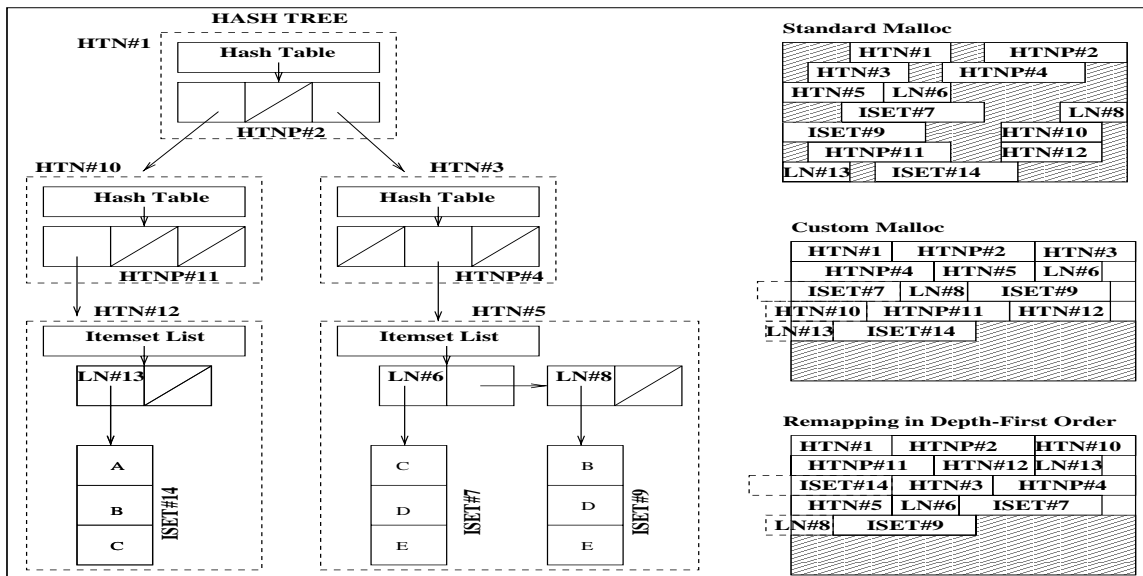 HASH TREE
HTN#1
Hash Table
HTNP#2
HTN#10
HTN#3
Hash Table
Hash Table
HTNP#11
HTNP#4
HTN#12
HTN#5
Itemset List
Itemset List
LN#13
LN#6
LN#8
A
B
C
ISET#14
C
D
E
ISET#7
B
D
E
ISET#9
Standard Malloc
HTN#1 HTNP#2
HTN#3 HTNP#4
HTN#5 LN#6
ISET#7 LN#8
ISET#9 HTN#10
HTNP#11 HTN#12
LN#13 ISET#14
Custom Malloc
HTN#1 HTNP#2 HTN#3
HTNP#4 HTN#5 LN#6
ISET#7 LN#8 ISET#9
HTN#10 HTNP#11 HTN#12
LN#13 ISET#14
Remapping in Depth-First Order
HTN#1 HTNP#2 HTN#10
HTNP#11 HTN#12 LN#13
ISET#14 HTN#3 HTNP#4
HTN#5 LN#6 ISET#7
LN#8 ISET#9